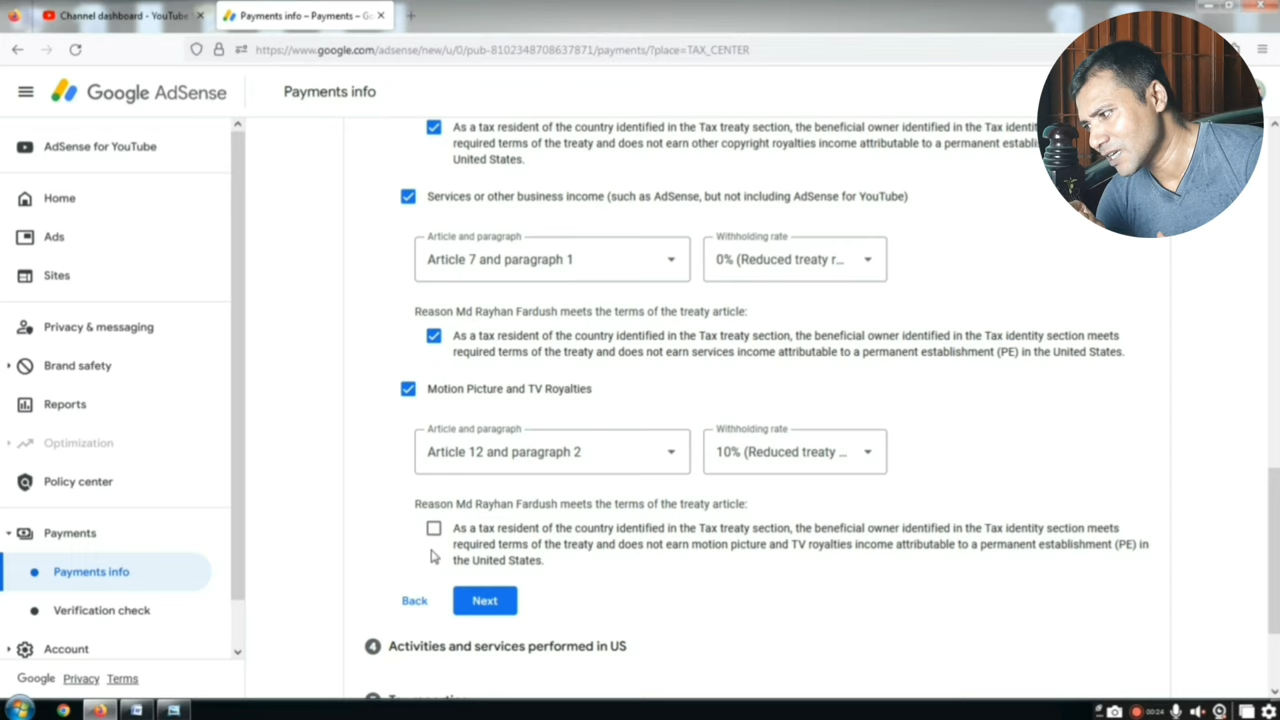 Channel dashboard - YouTube
Payments info – Payments – Go
https://www.google.com/adsense/new/u/0/pub-8102348708637871/payments/?place=TAX_CENTER
Google AdSense
Payments info
AdSense for YouTube
Home
Ads
Sites
Privacy & messaging
Brand safety
Reports
Optimization
Policy center
Payments
Payments info
Verification check
Account
Google Privacy Terms
As a tax resident of the country identified in the Tax treaty section, the beneficial owner identified in the Tax
required terms of the treaty and does not earn other copyright royalties income attributable to a permanent
United States.
Services or other business income (such as AdSense, but not including AdSense for YouTube)
Article and paragraph
Article 7 and paragraph 1
Withholding rate
0% (Reduced treaty r...
Reason Md Rayhan Fardush meets the terms of the treaty article:
As a tax resident of the country identified in the Tax treaty section, the beneficial owner identified in the Tax identity section meets
required terms of the treaty and does not earn services income attributable to a permanent establishment (PE) in the United States.
Motion Picture and TV Royalties
Article and paragraph
Article 12 and paragraph 2
Withholding rate
10% (Reduced treaty ...
Reason Md Rayhan Fardush meets the terms of the treaty article:
As a tax resident of the country identified in the Tax treaty section, the beneficial owner identified in the Tax identity section meets
required terms of the treaty and does not earn motion picture and TV royalties income attributable to a permanent establishment (PE) in
the United States.
Back
Next
4 Activities and services performed in US
00:24